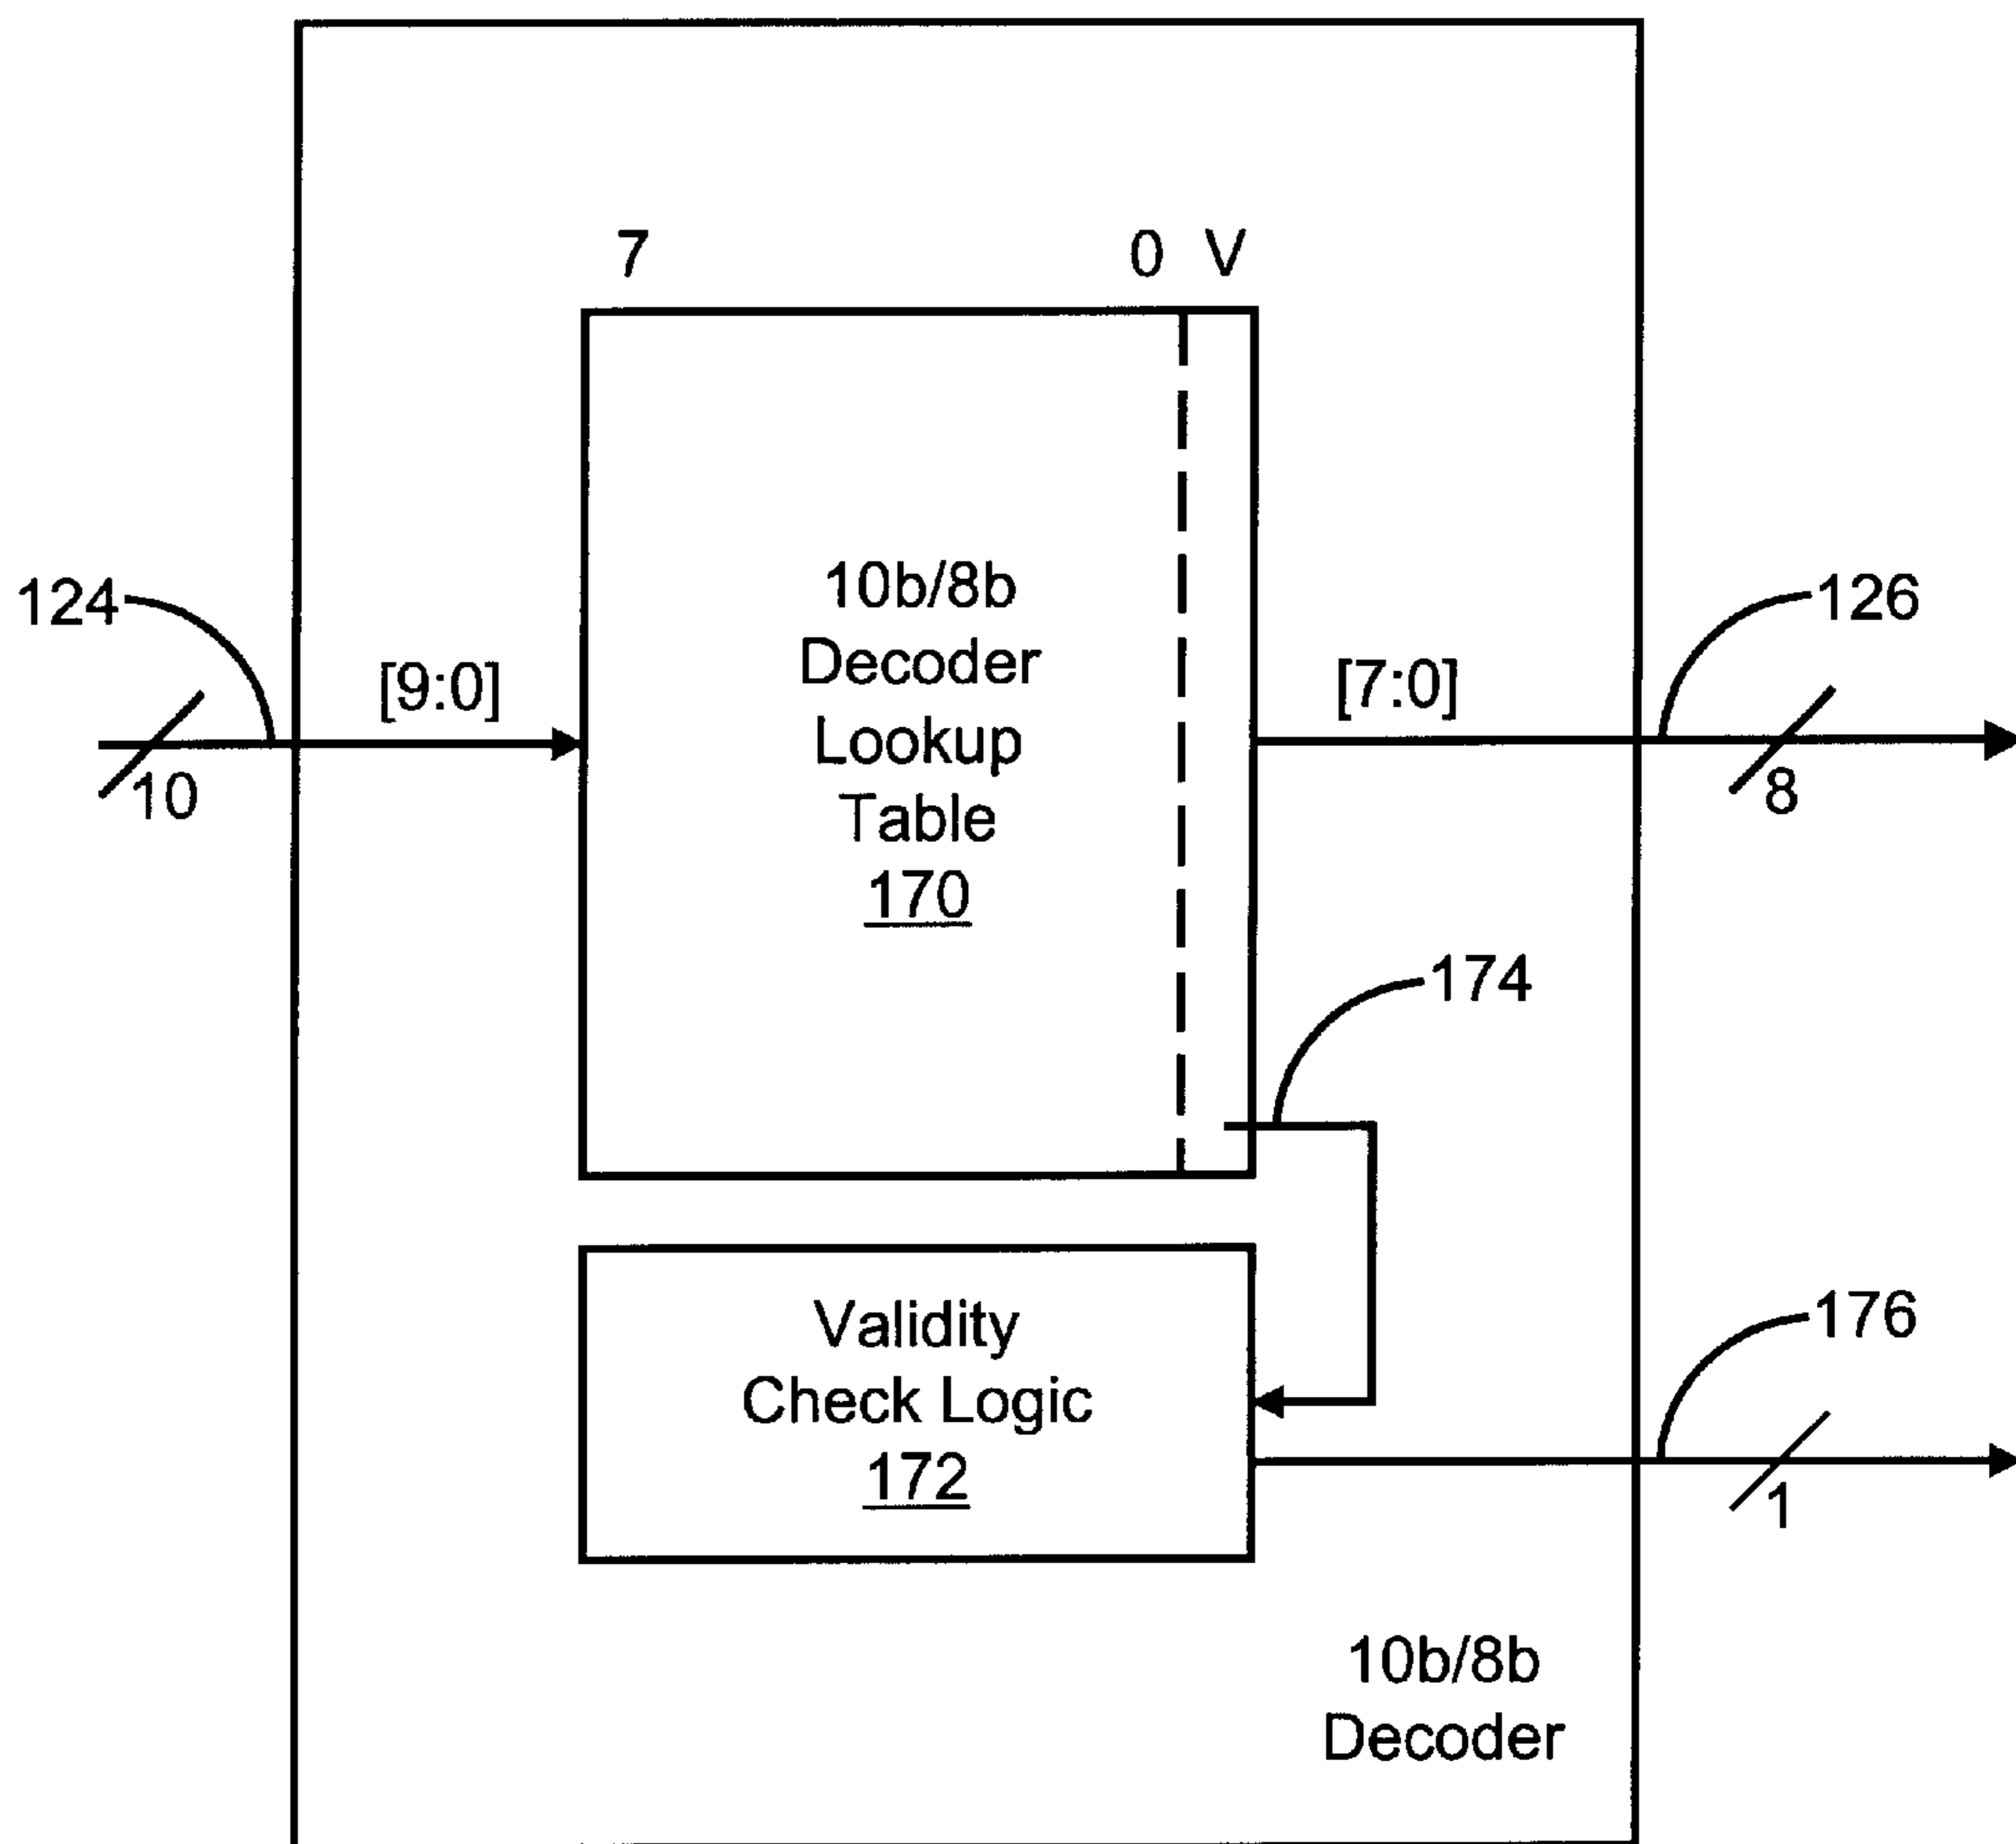 7 0 V
10b/8b
Decoder
Lookup
Table
170
124
[9:0]
10
126
[7:0]
8
174
Validity
Check Logic
172
176
1
10b/8b
Decoder